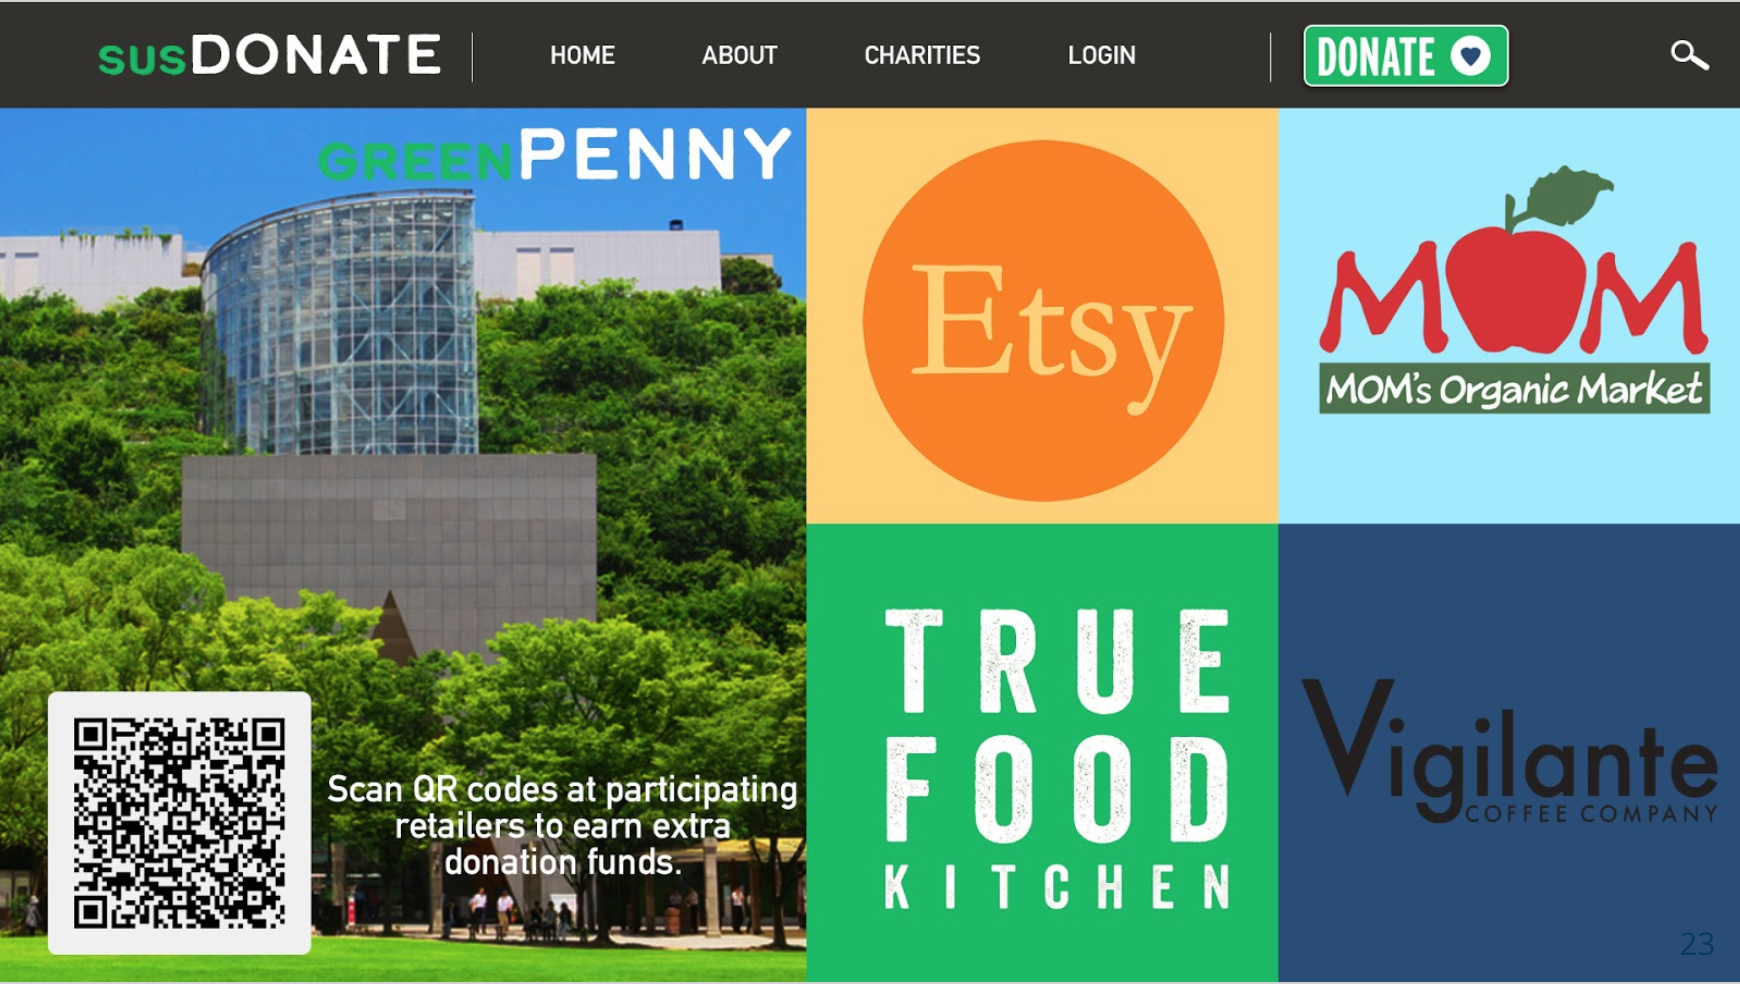 susDONATE
HOME
ABOUT
CHARITIES
LOGIN
DONATE
GREENPENNY
Scan QR codes at participating
retailers to earn extra
donation funds.
Etsy
MOM
MOM's Organic Market
TRUE
FOOD
KITCHEN
Vigilante
COFFEE COMPANY
23